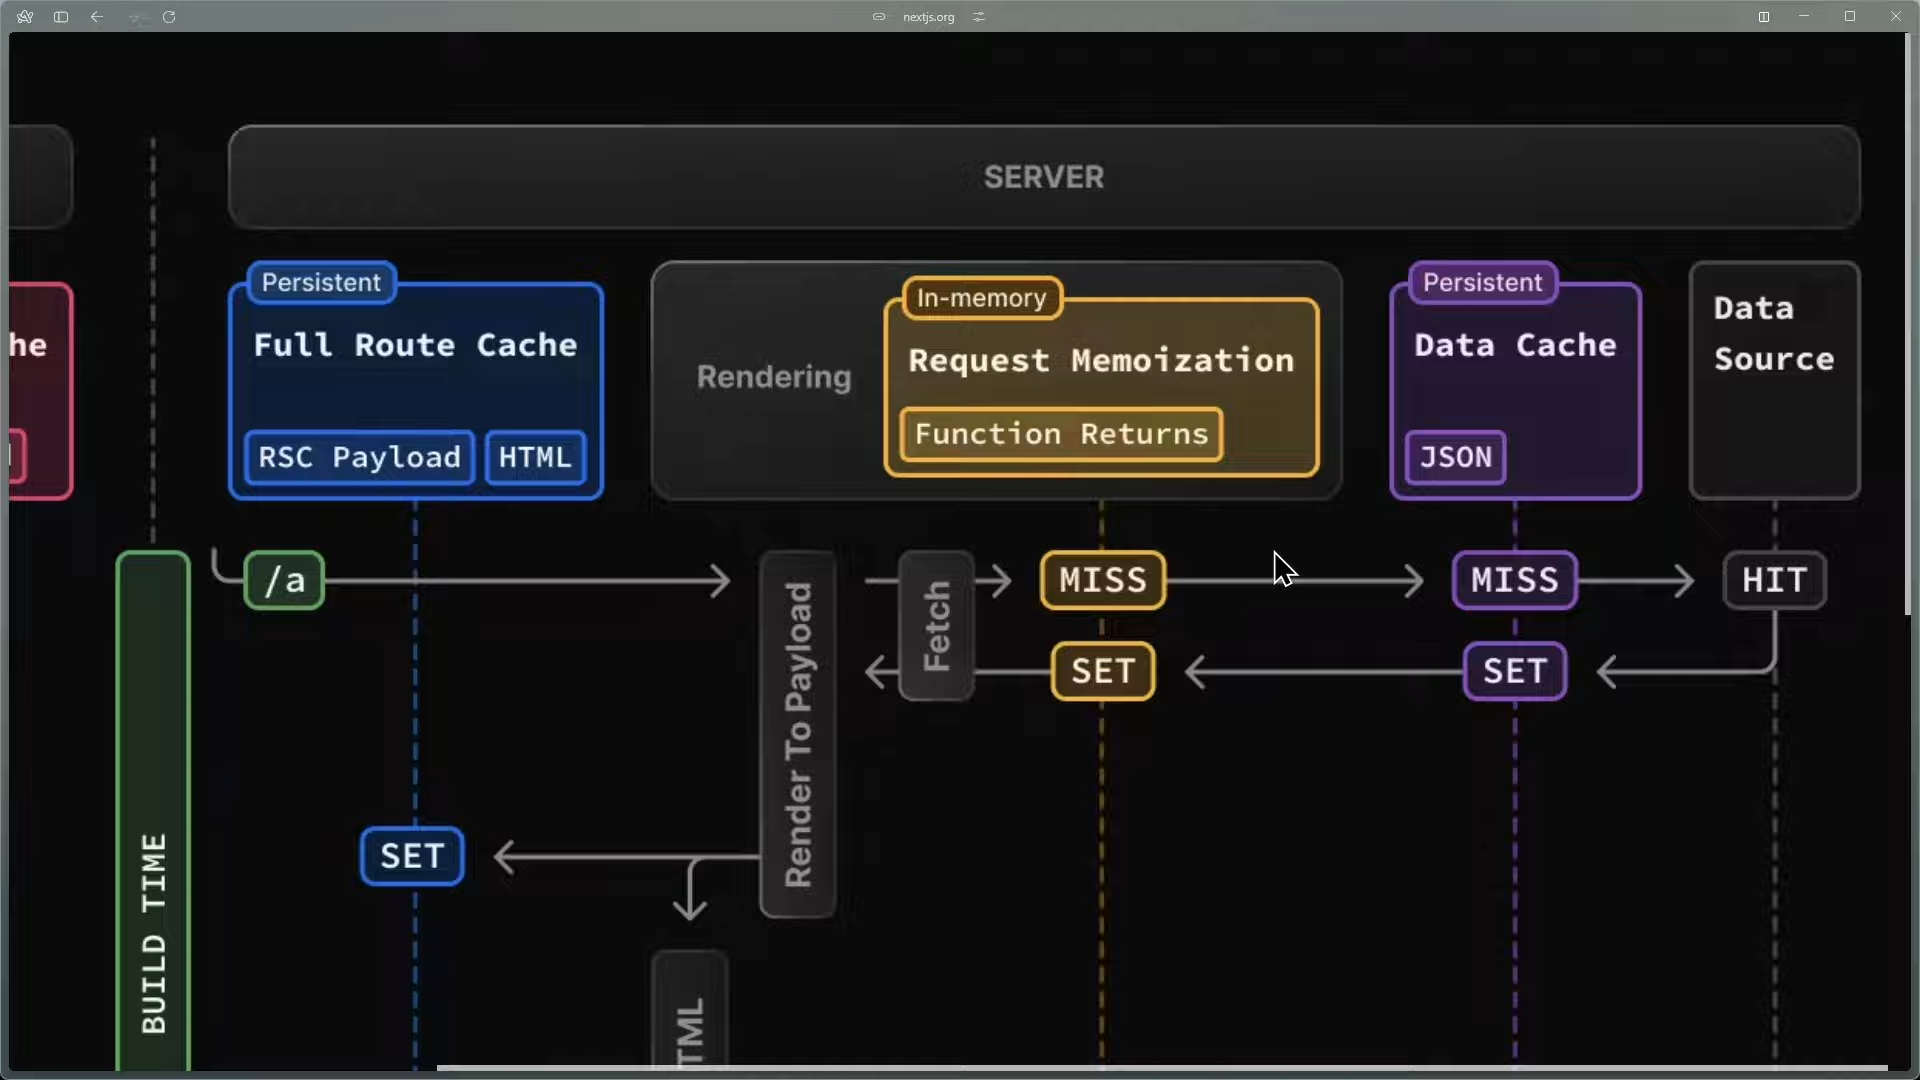 nextjs.org
SERVER
he
Persistent
Full Route Cache
RSC Payload
HTML
Rendering
In-memory
Request Memoization
Function Returns
Persistent
Data Cache
JSON
Data
Source
/a
MISS
MISS
HIT
Fetch
SET
SET
Render To Payload
SET
BUILD TIME
TML